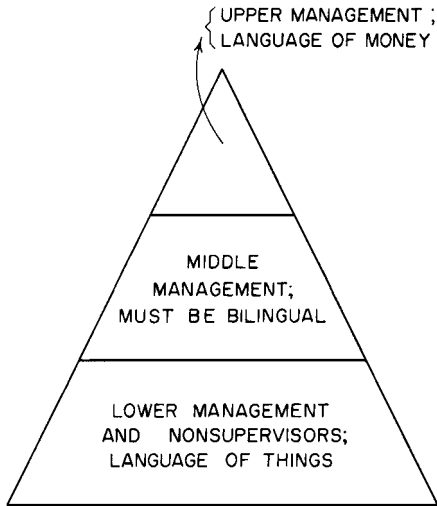 UPPER MANAGEMENT;
LANGUAGE OF MONEY
MIDDLE
MANAGEMENT;
MUST BE BILINGUAL
LOWER MANAGEMENT
AND NONSUPERVISORS;
LANGUAGE OF THINGS